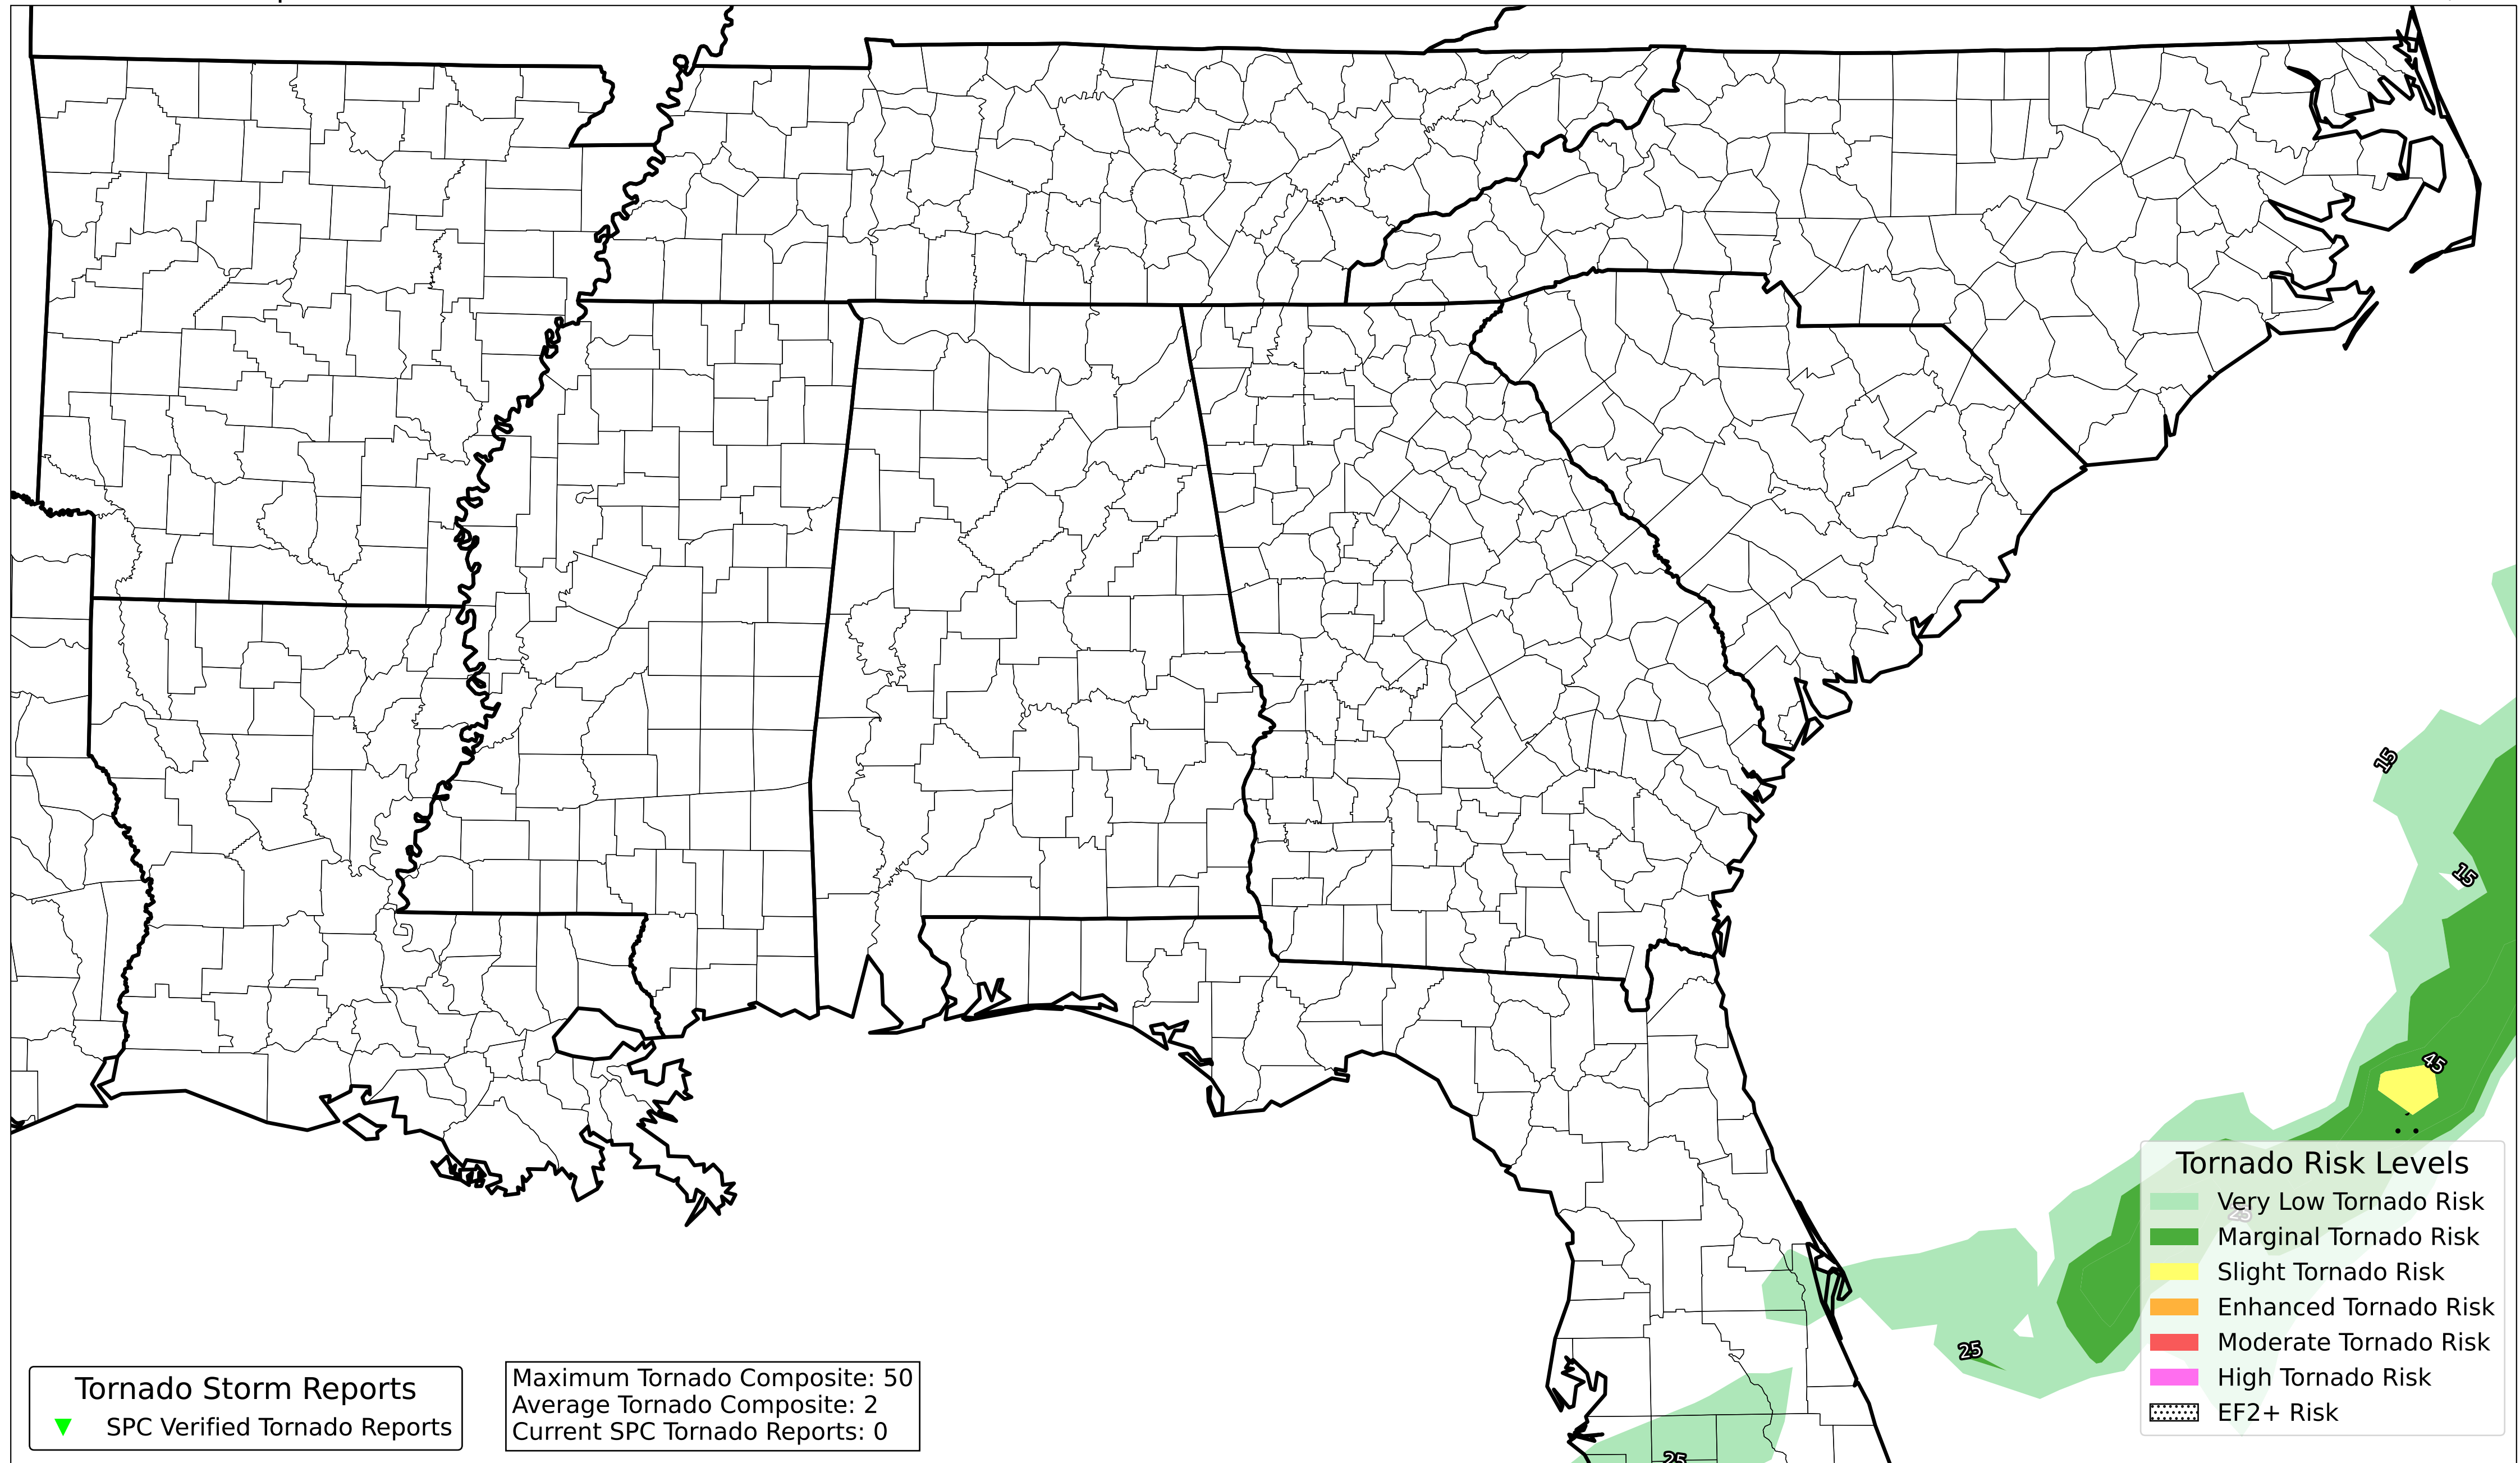 15
15
45
25
25
25
Tornado Risk Levels
Very Low Tornado Risk
Marginal Tornado Risk
Slight Tornado Risk
Enhanced Tornado Risk
Moderate Tornado Risk
High Tornado Risk
EF2+ Risk
Tornado Storm Reports
SPC Verified Tornado Reports
Maximum Tornado Composite: 50
Average Tornado Composite: 2
Current SPC Tornado Reports: 0